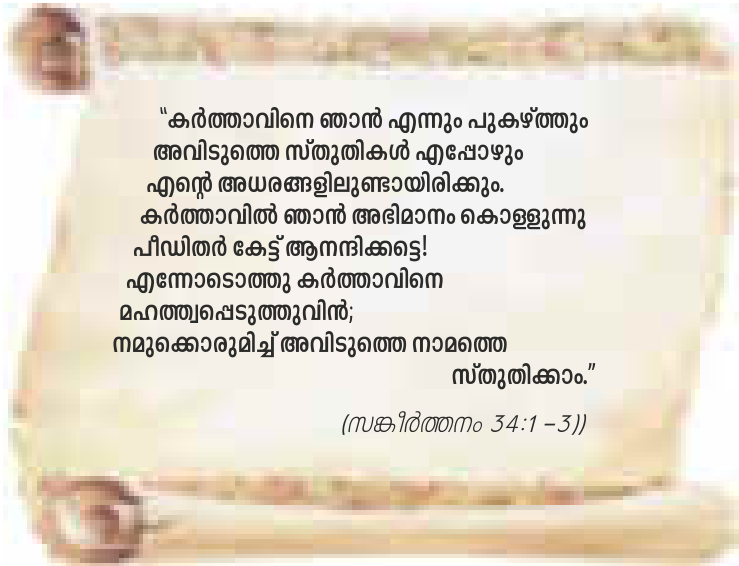 “കർത്താവിനെ ഞാൻ എന്നും പുകഴ്ത്തും
അവിടുത്തെ സ്തുതികൾ എപ്പോഴും
എന്റെ അധരങ്ങളിലുണ്ടായിരിക്കും.
കർത്താവിൽ ഞാൻ അഭിമാനം കൊള്ളുന്നു
പീഡിതർ കേട്ട് ആനന്ദിക്കട്ടെ!
എന്നോടൊത്തു കർത്താവിനെ
മഹത്ത്വപ്പെടുത്തുവിൻ;
നമുക്കൊരുമിച്ച് അവിടുത്തെ നാമത്തെ
സ്തുതിക്കാം.”
(സങ്കീർത്തനം 34:1 –3))